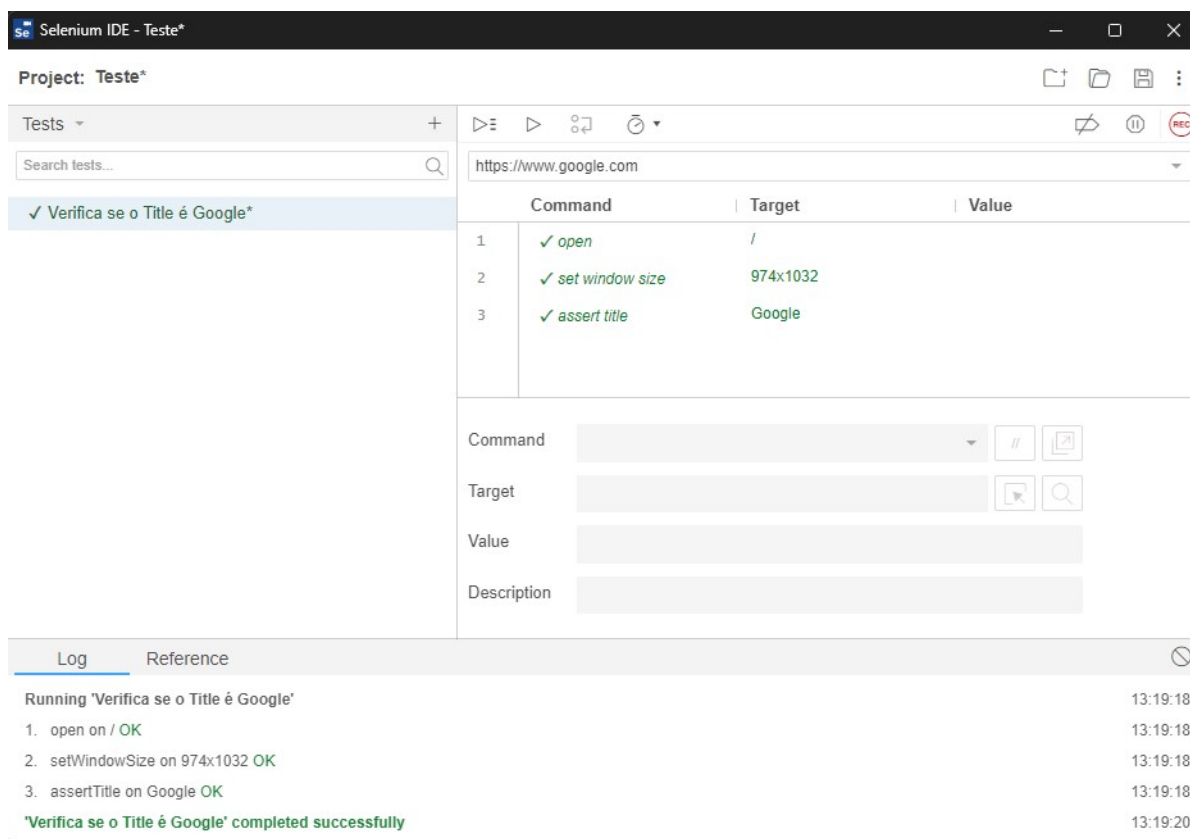 Se Selenium IDE - Teste*
Project: Teste*
Tests
Search tests...
✓ Verifica se o Title é Google*
REC
https://www.google.com
Command Target Value
1 ✓ open /
2 ✓ set window size 974x1032
3 ✓ assert title Google
Command //
Target
Value
Description
Log Reference
Running 'Verifica se o Title é Google' 13:19:18
1. open on / OK 13:19:18
2. setWindowSize on 974x1032 OK 13:19:18
3. assertTitle on Google OK 13:19:18
'Verifica se o Title é Google' completed successfully 13:19:20